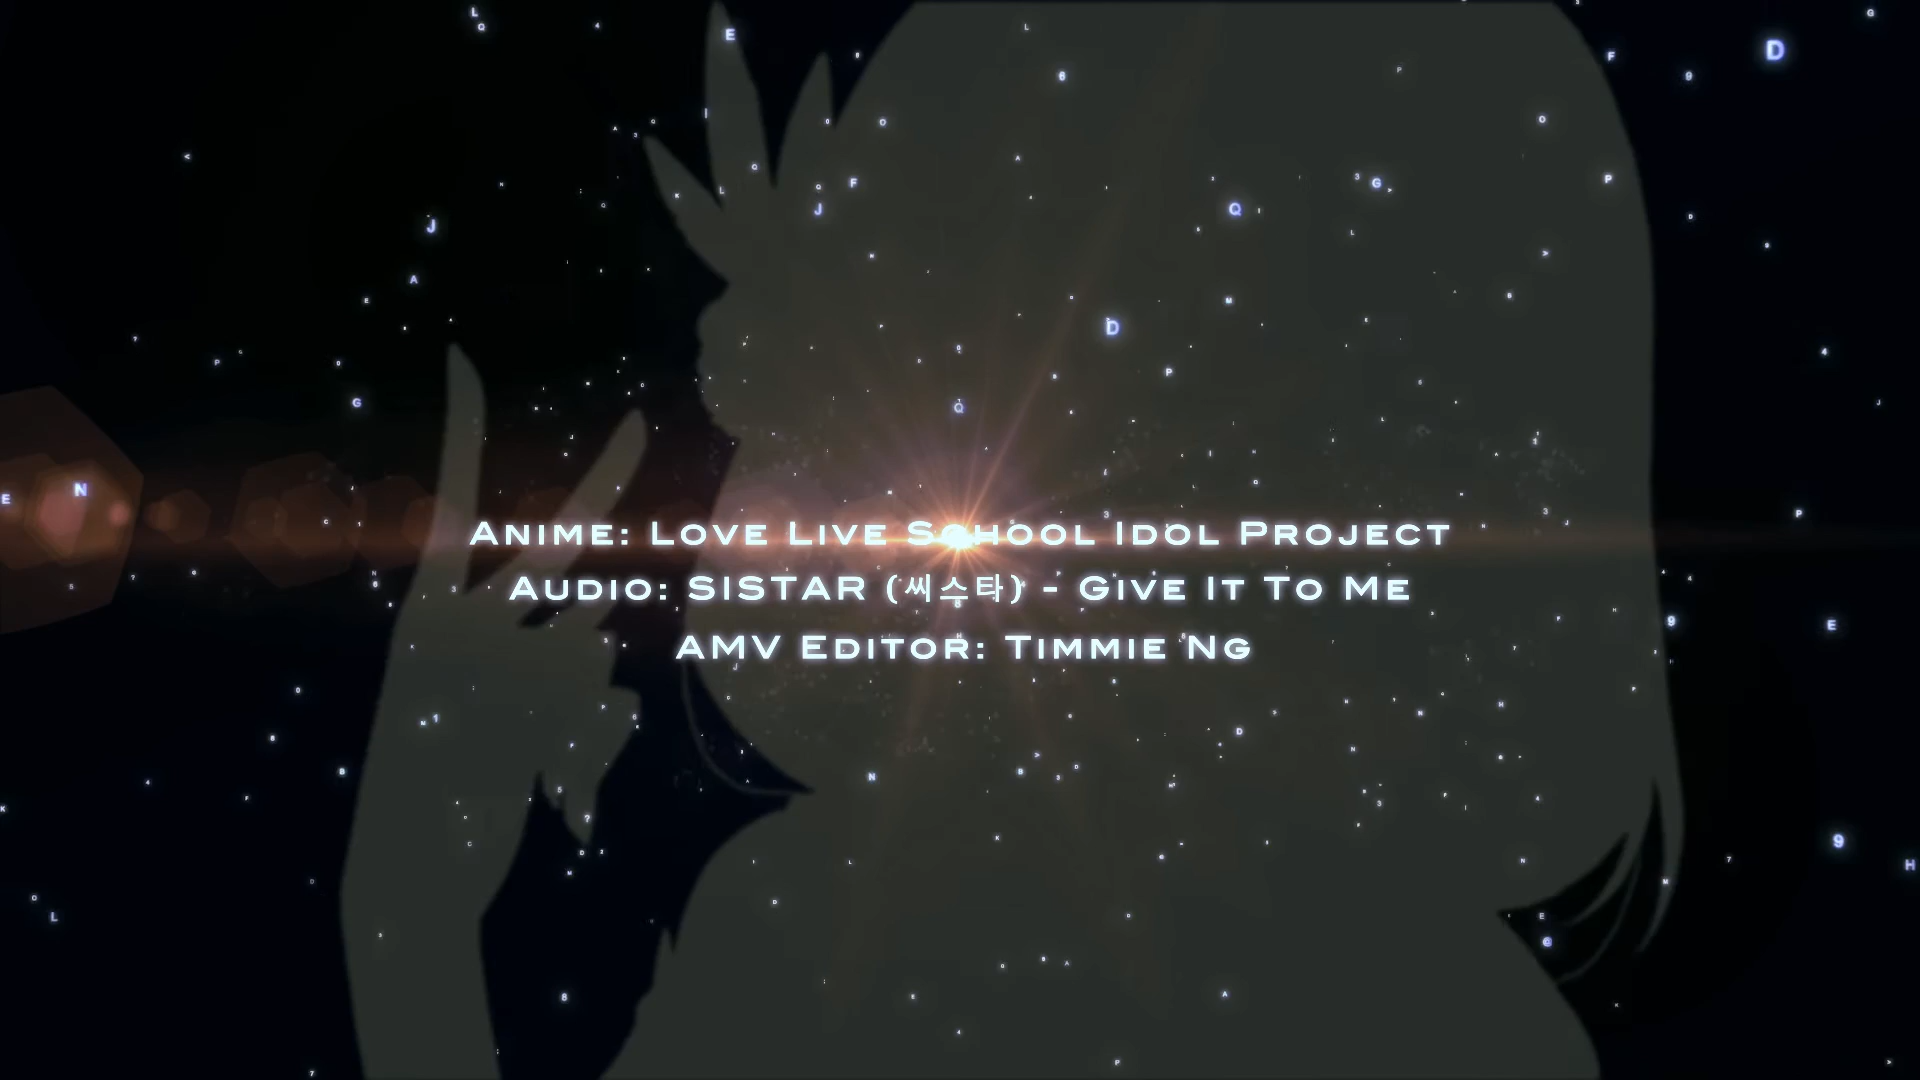 Anime: Love Live School Idol Project
Audio: SISTAR (씨스타) - Give It To Me
AMV Editor: Timmie Ng